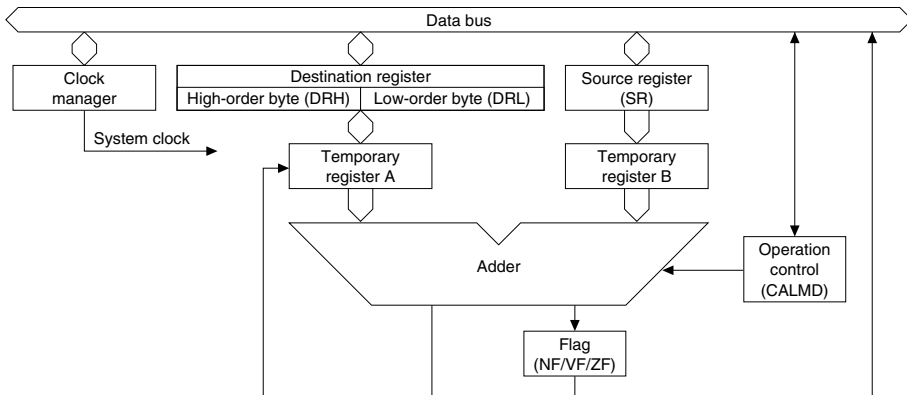 Data bus
Clock
manager
Destination register
High-order byte (DRH)
Low-order byte (DRL)
Source register
(SR)
System clock
Temporary
register A
Temporary
register B
Adder
Operation
control
(CALMD)
Flag
(NF/VF/ZF)